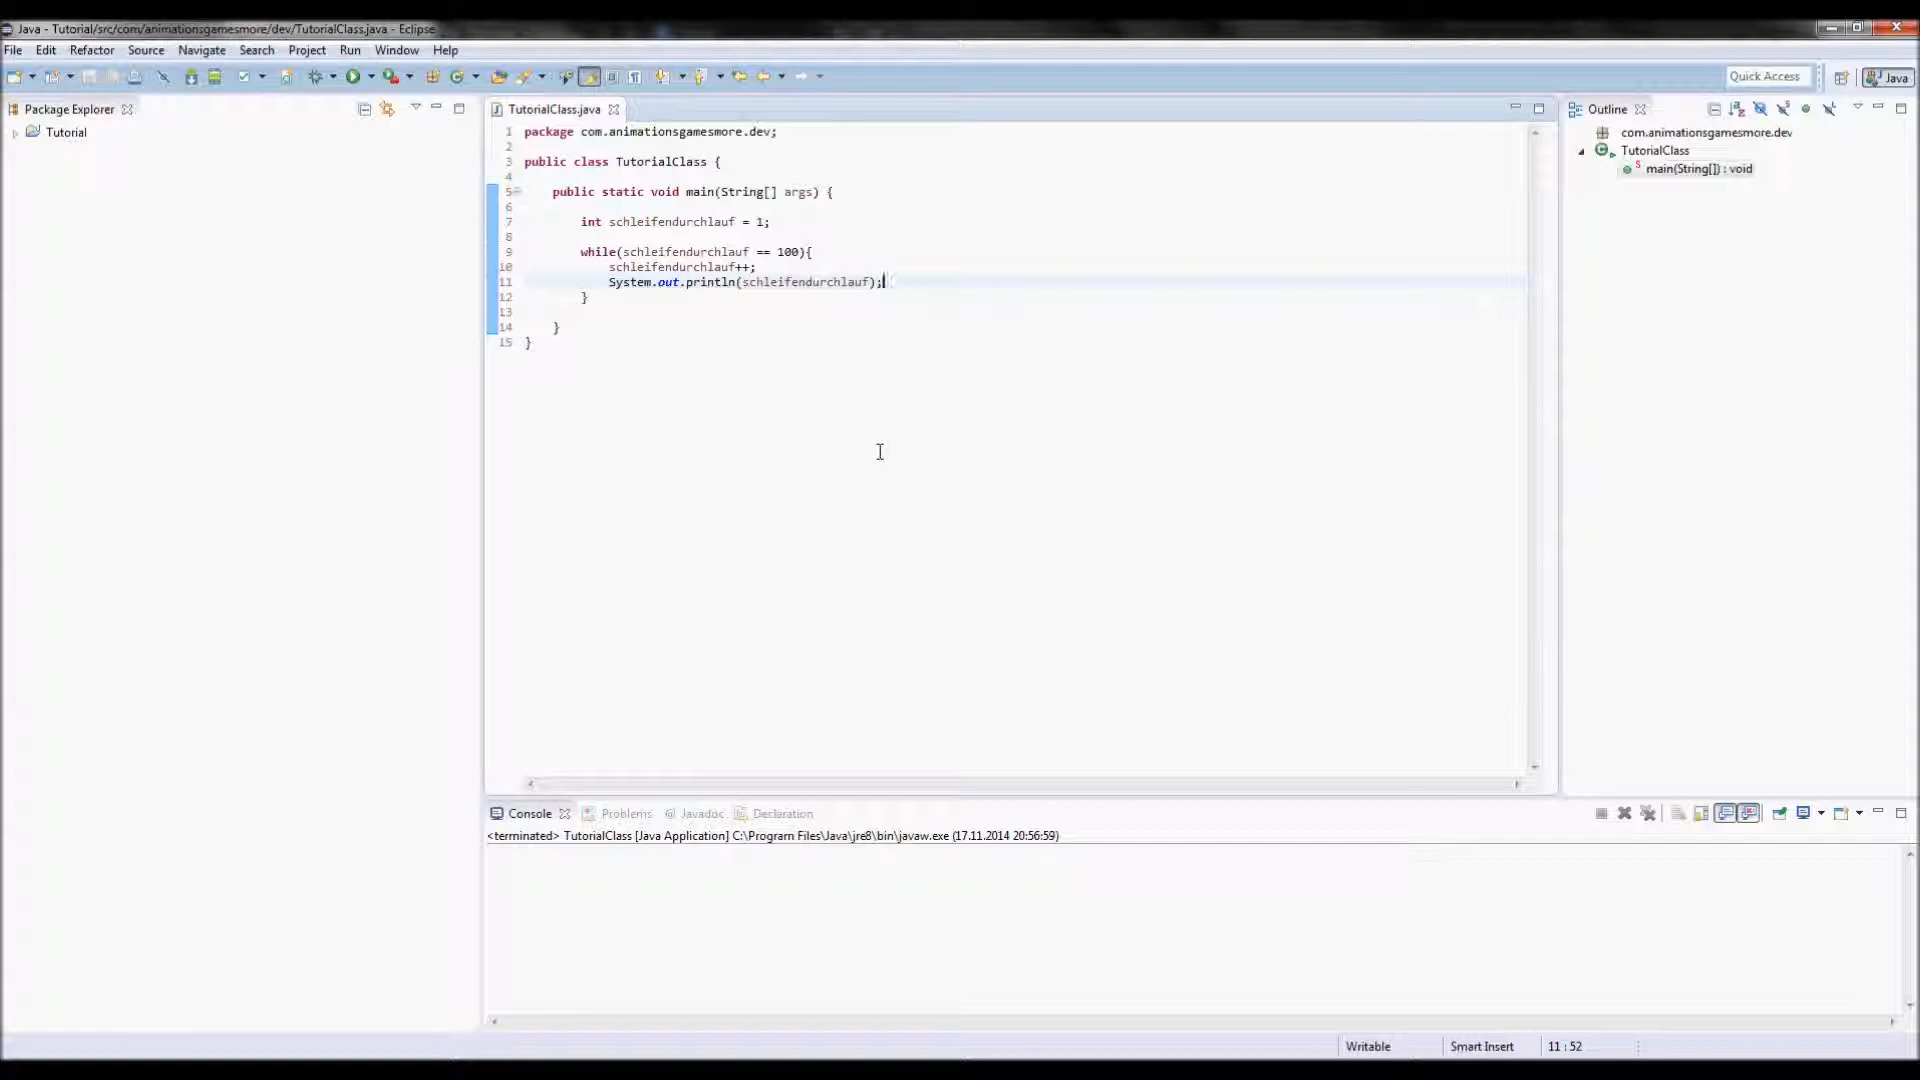 Java - Tutorial/src/com/animationsgamesmore/dev/TutorialClass.java - Eclipse
File Edit Refactor Source Navigate Search Project Run Window Help
Quick Access
Java
Package Explorer
Tutorial
TutorialClass.java
1 package com.animationsgamesmore.dev;
2
3 public class TutorialClass {
4
5 public static void main(String[] args) {
6
7 int schleifendurchlauf = 1;
8
9 while(schleifendurchlauf == 100){
10 schleifendurchlauf++;
11 System.out.println(schleifendurchlauf);
12 }
13
14 }
15 }
Outline
com.animationsgamesmore.dev
TutorialClass
main(String[]) : void
Console Problems @ Javadoc Declaration
<terminated> TutorialClass [Java Application] C:\Program Files\Java\jre8\bin\javaw.exe (17.11.2014 20:56:59)
Writable Smart Insert 11 : 52